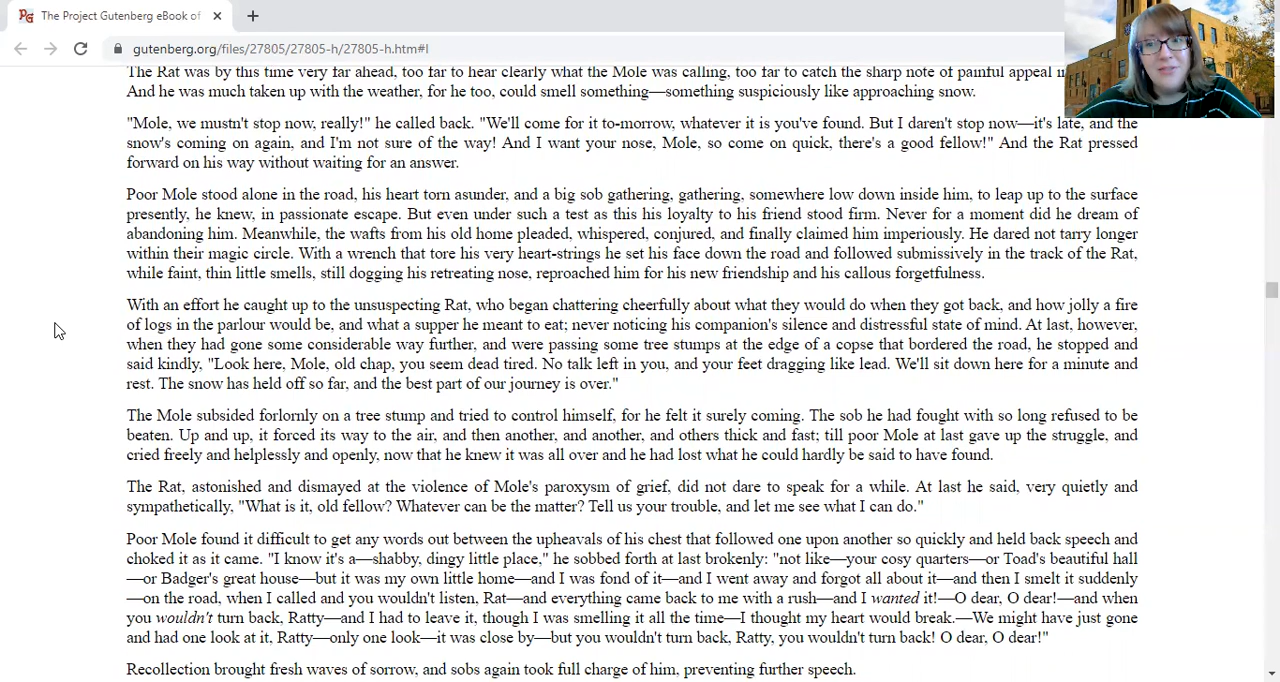 The Project Gutenberg eBook of
gutenberg.org/files/27805/27805-h/27805-h.htm#I
The Rat was by this time very far ahead, too far to hear clearly what the Mole was calling, too far to catch the sharp note of painful appeal
And he was much taken up with the weather, for he too, could smell something—something suspiciously like approaching snow.
"Mole, we mustn't stop now, really!" he called back. "We'll come for it to-morrow, whatever it is you've found. But I daren't stop now—it's late, and the
snow's coming on again, and I'm not sure of the way! And I want your nose, Mole, so come on quick, there's a good fellow!" And the Rat pressed
forward on his way without waiting for an answer.
Poor Mole stood alone in the road, his heart torn asunder, and a big sob gathering, gathering, somewhere low down inside him, to leap up to the surface
presently, he knew, in passionate escape. But even under such a test as this his loyalty to his friend stood firm. Never for a moment did he dream of
abandoning him. Meanwhile, the wafts from his old home pleaded, whispered, conjured, and finally claimed him imperiously. He dared not tarry longer
within their magic circle. With a wrench that tore his very heart-strings he set his face down the road and followed submissively in the track of the Rat,
while faint, thin little smells, still dogging his retreating nose, reproached him for his new friendship and his callous forgetfulness.
With an effort he caught up to the unsuspecting Rat, who began chattering cheerfully about what they would do when they got back, and how jolly a fire
of logs in the parlour would be, and what a supper he meant to eat; never noticing his companion's silence and distressful state of mind. At last, however,
when they had gone some considerable way further, and were passing some tree stumps at the edge of a copse that bordered the road, he stopped and
said kindly, "Look here, Mole, old chap, you seem dead tired. No talk left in you, and your feet dragging like lead. We'll sit down here for a minute and
rest. The snow has held off so far, and the best part of our journey is over."
The Mole subsided forlornly on a tree stump and tried to control himself, for he felt it surely coming. The sob he had fought with so long refused to be
beaten. Up and up, it forced its way to the air, and then another, and another, and others thick and fast; till poor Mole at last gave up the struggle, and
cried freely and helplessly and openly, now that he knew it was all over and he had lost what he could hardly be said to have found.
The Rat, astonished and dismayed at the violence of Mole's paroxysm of grief, did not dare to speak for a while. At last he said, very quietly and
sympathetically, "What is it, old fellow? Whatever can be the matter? Tell us your trouble, and let me see what I can do."
Poor Mole found it difficult to get any words out between the upheavals of his chest that followed one upon another so quickly and held back speech and
choked it as it came. "I know it's a—shabby, dingy little place," he sobbed forth at last brokenly: "not like—your cosy quarters—or Toad's beautiful hall
—or Badger's great house—but it was my own little home—and I was fond of it—and I went away and forgot all about it—and then I smelt it suddenly
—on the road, when I called and you wouldn't listen, Rat—and everything came back to me with a rush—and I wanted it!—O dear, O dear!—and when
you wouldn't turn back, Ratty—and I had to leave it, though I was smelling it all the time—I thought my heart would break.—We might have just gone
and had one look at it, Ratty—only one look—it was close by—but you wouldn't turn back, Ratty, you wouldn't turn back! O dear, O dear!"
Recollection brought fresh waves of sorrow, and sobs again took full charge of him, preventing further speech.